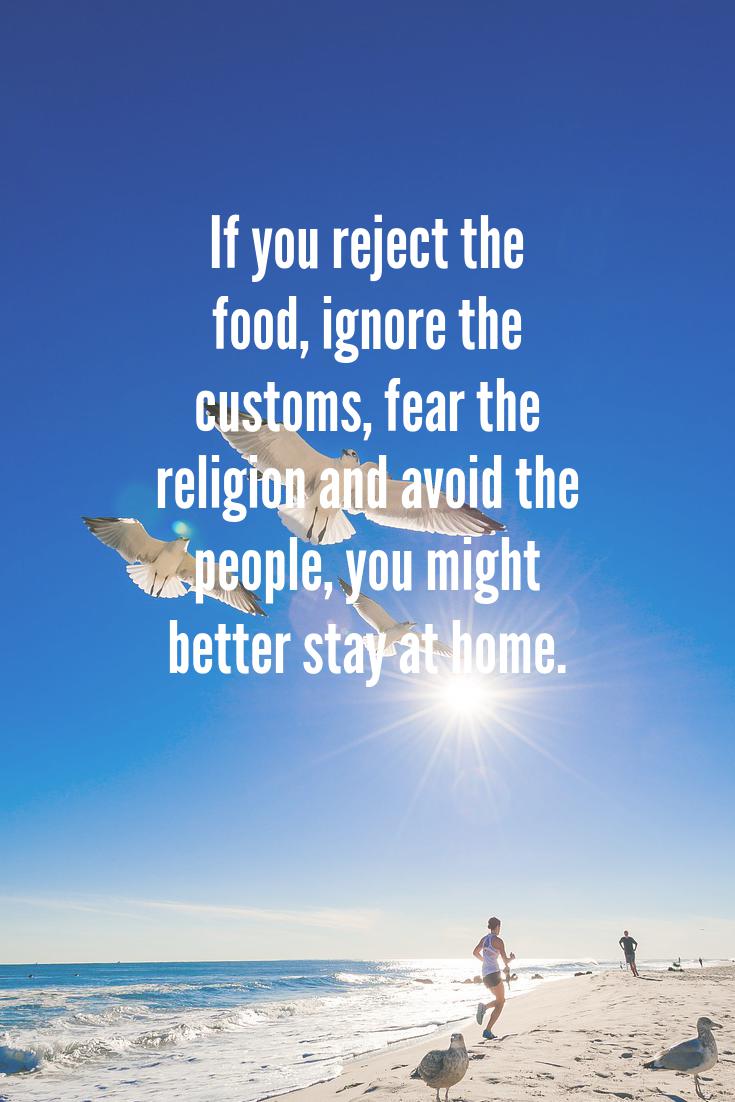 If you reject the
food, ignore the
customs, fear the
religion and avoid the
people, you might
better stay at home.